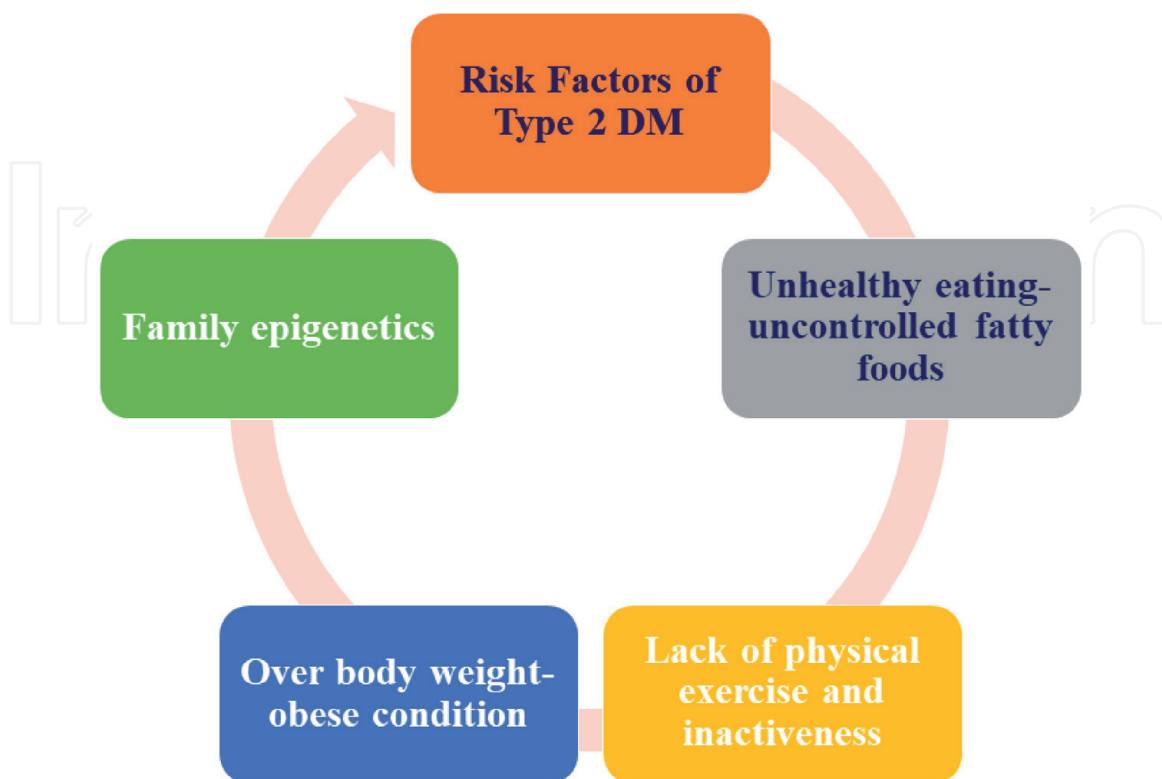 Risk Factors of
Type 2 DM
Unhealthy eating-
uncontrolled fatty
foods
Lack of physical
exercise and
inactiveness
Over body weight-
obese condition
Family epigenetics